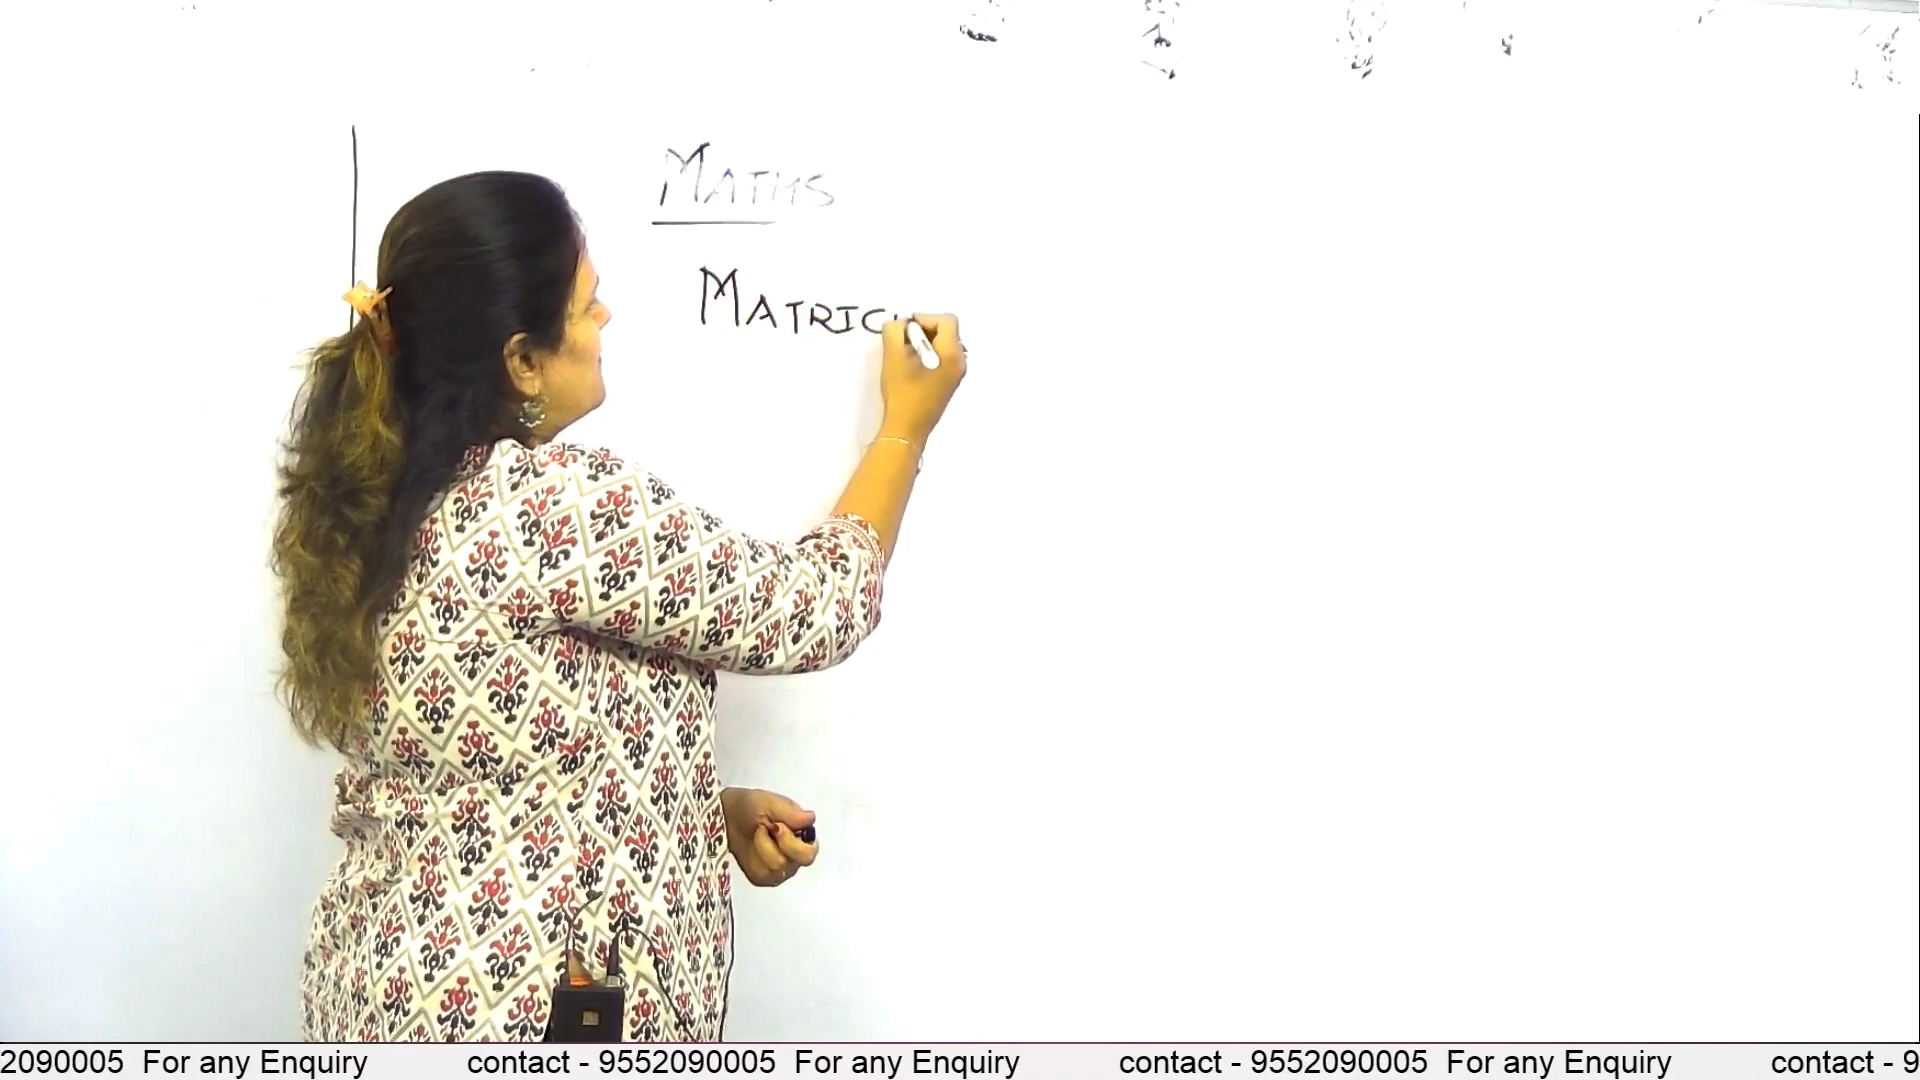 MATHS
MATRIC
2090005 For any Enquiry contact - 9552090005 For any Enquiry contact - 9552090005 For any Enquiry contact - 9